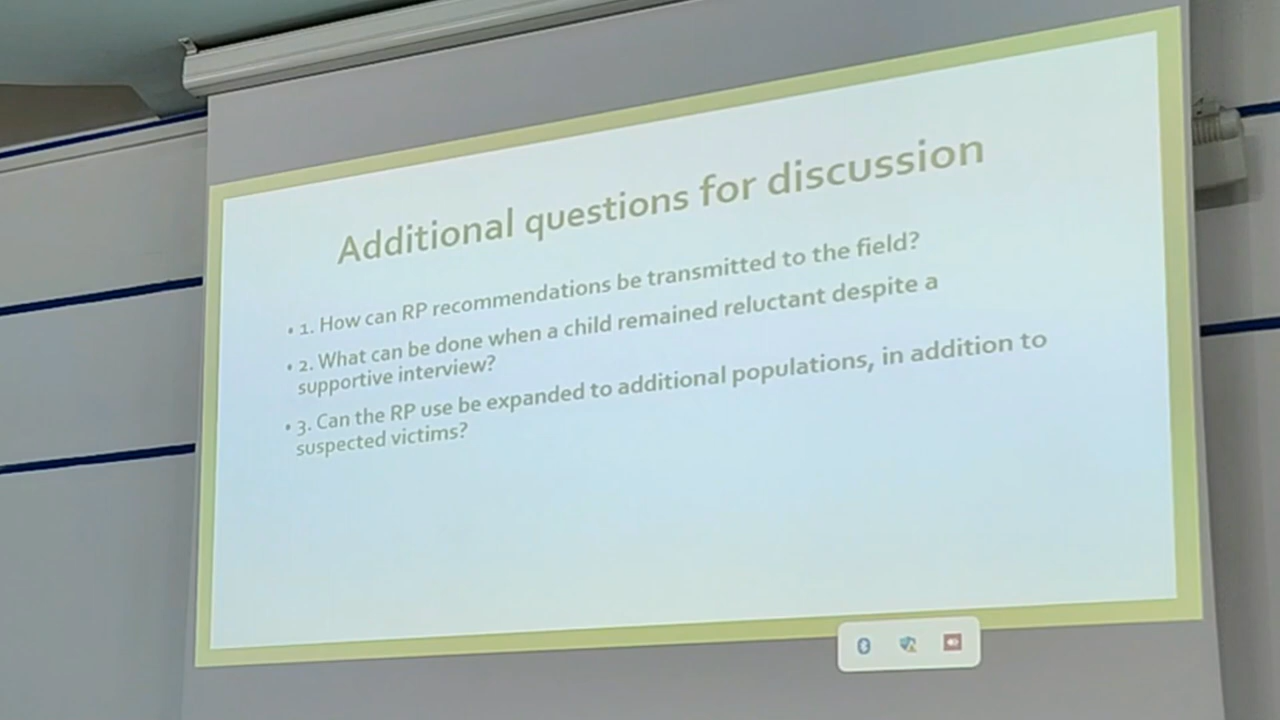 Additional questions for discussion
• 1. How can RP recommendations be transmitted to the field?
• 2. What can be done when a child remained reluctant despite a
supportive interview?
• 3. Can the RP use be expanded to additional populations, in addition to
suspected victims?